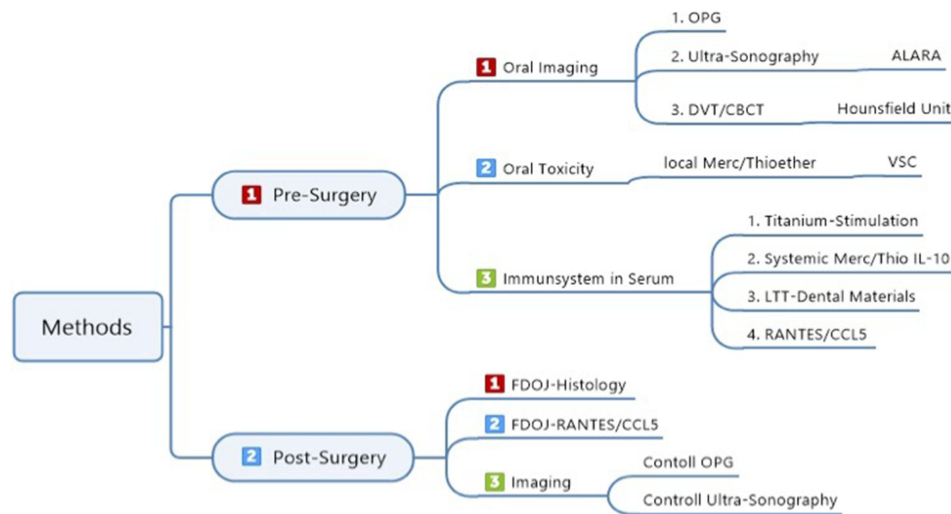 Methods
1 Pre-Surgery
1 Oral Imaging
1. OPG
2. Ultra-Sonography ALARA
3. DVT/CBCT Hounsfield Unit
2 Oral Toxicity local Merc/Thioether VSC
3 Immunsystem in Serum
1. Titanium-Stimulation
2. Systemic Merc/Thio IL-10
3. LTT-Dental Materials
4. RANTES/CCL5
2 Post-Surgery
1 FDOJ-Histology
2 FDOJ-RANTES/CCL5
3 Imaging
Contoll OPG
Controll Ultra-Sonography